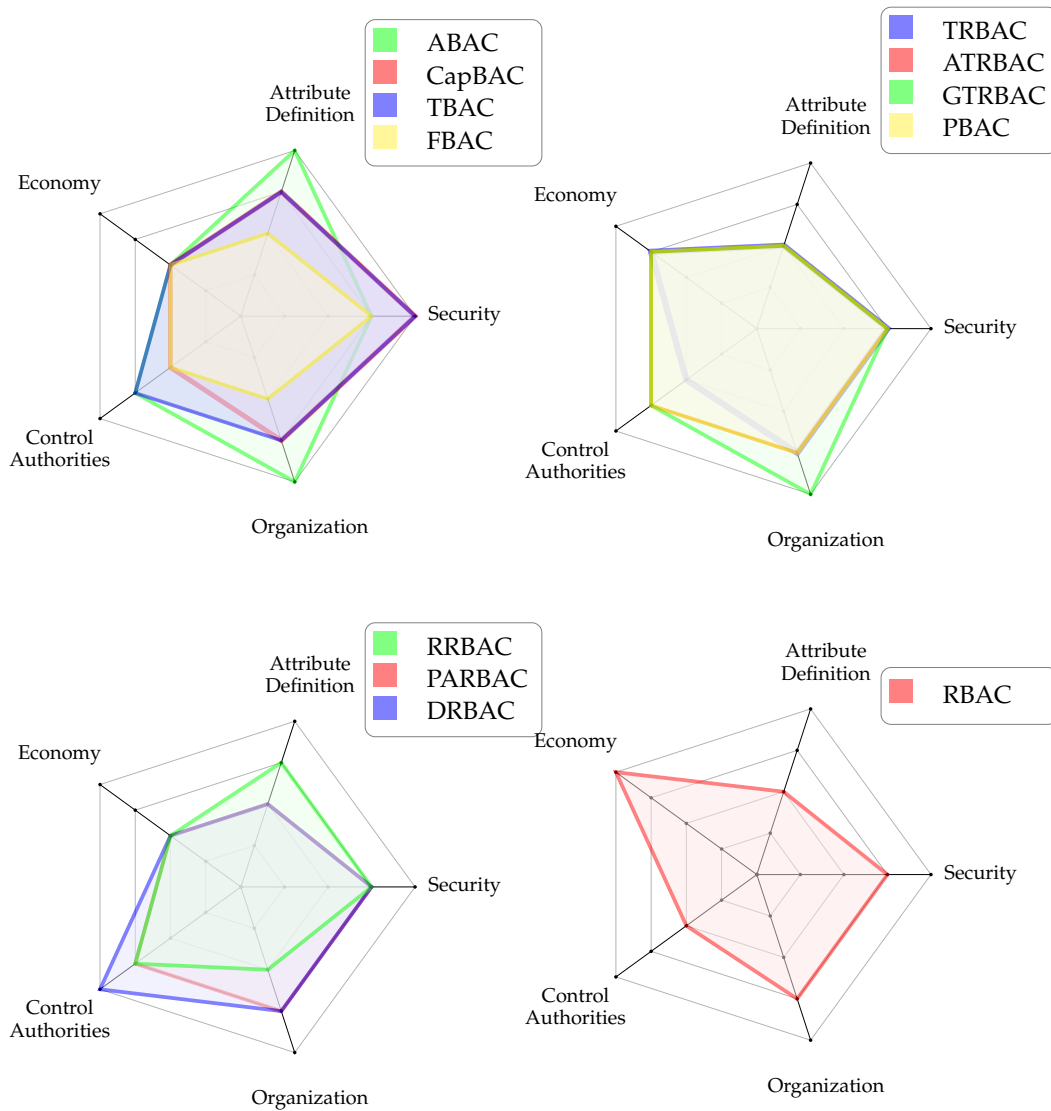 ABAC
CapBAC
TBAC
FBAC
Attribute
Definition
Economy
Security
Control
Authorities
Organization
TRBAC
ATRBAC
GTRBAC
PBAC
Attribute
Definition
Economy
Security
Control
Authorities
Organization
RRBAC
PARBAC
DRBAC
Attribute
Definition
Economy
Security
Control
Authorities
Organization
RBAC
Attribute
Definition
Economy
Security
Control
Authorities
Organization